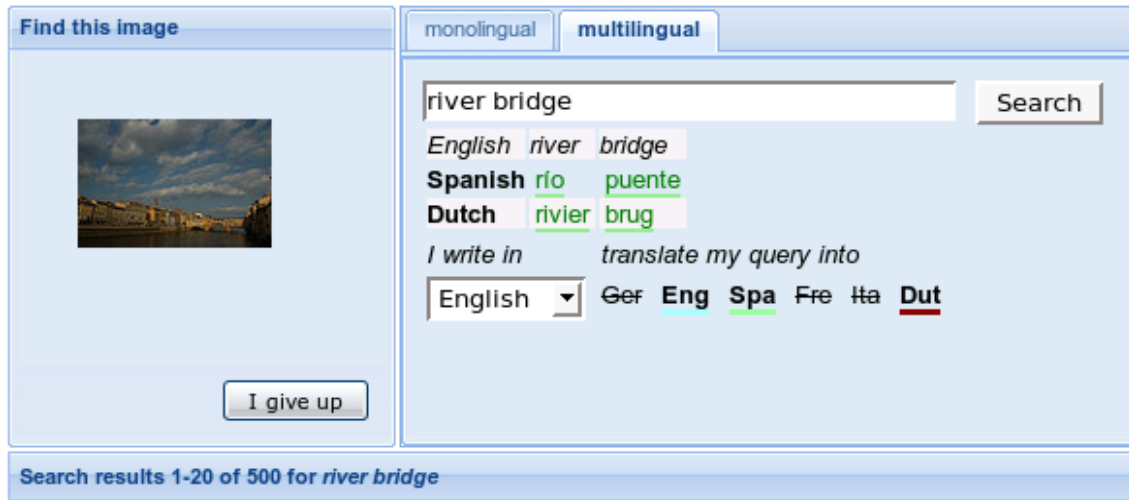 Find this image
monolingual multilingual
river bridge Search
English river bridge
Spanish río puente
Dutch rivier brug
I write in translate my query into
English Ger Eng Spa Fre Ita Dut
I give up
Search results 1-20 of 500 for river bridge